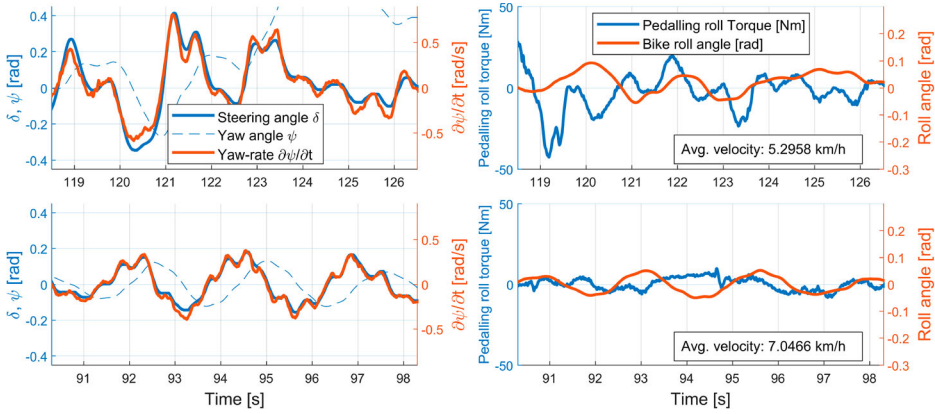 0.4
0.2
0
-0.2
-0.4
δ, ψ [rad]
119 120 121 122 123 124 125 126
0.5
0
-0.5
∂ψ/∂t [rad/s]
Steering angle δ
Yaw angle ψ
Yaw-rate ∂ψ/∂t
50
0
-50
Pedalling roll torque [Nm]
119 120 121 122 123 124 125 126
0.2
0.1
0
-0.1
-0.2
-0.3
Roll angle [rad]
Pedalling roll Torque [Nm]
Bike roll angle [rad]
Avg. velocity: 5.2958 km/h
0.4
0.2
0
-0.2
-0.4
δ, ψ [rad]
91 92 93 94 95 96 97 98
Time [s]
0.5
0
-0.5
∂ψ/∂t [rad/s]
50
0
-50
Pedalling roll torque [Nm]
91 92 93 94 95 96 97 98
Time [s]
0.2
0.1
0
-0.1
-0.2
-0.3
Roll angle [rad]
Avg. velocity: 7.0466 km/h